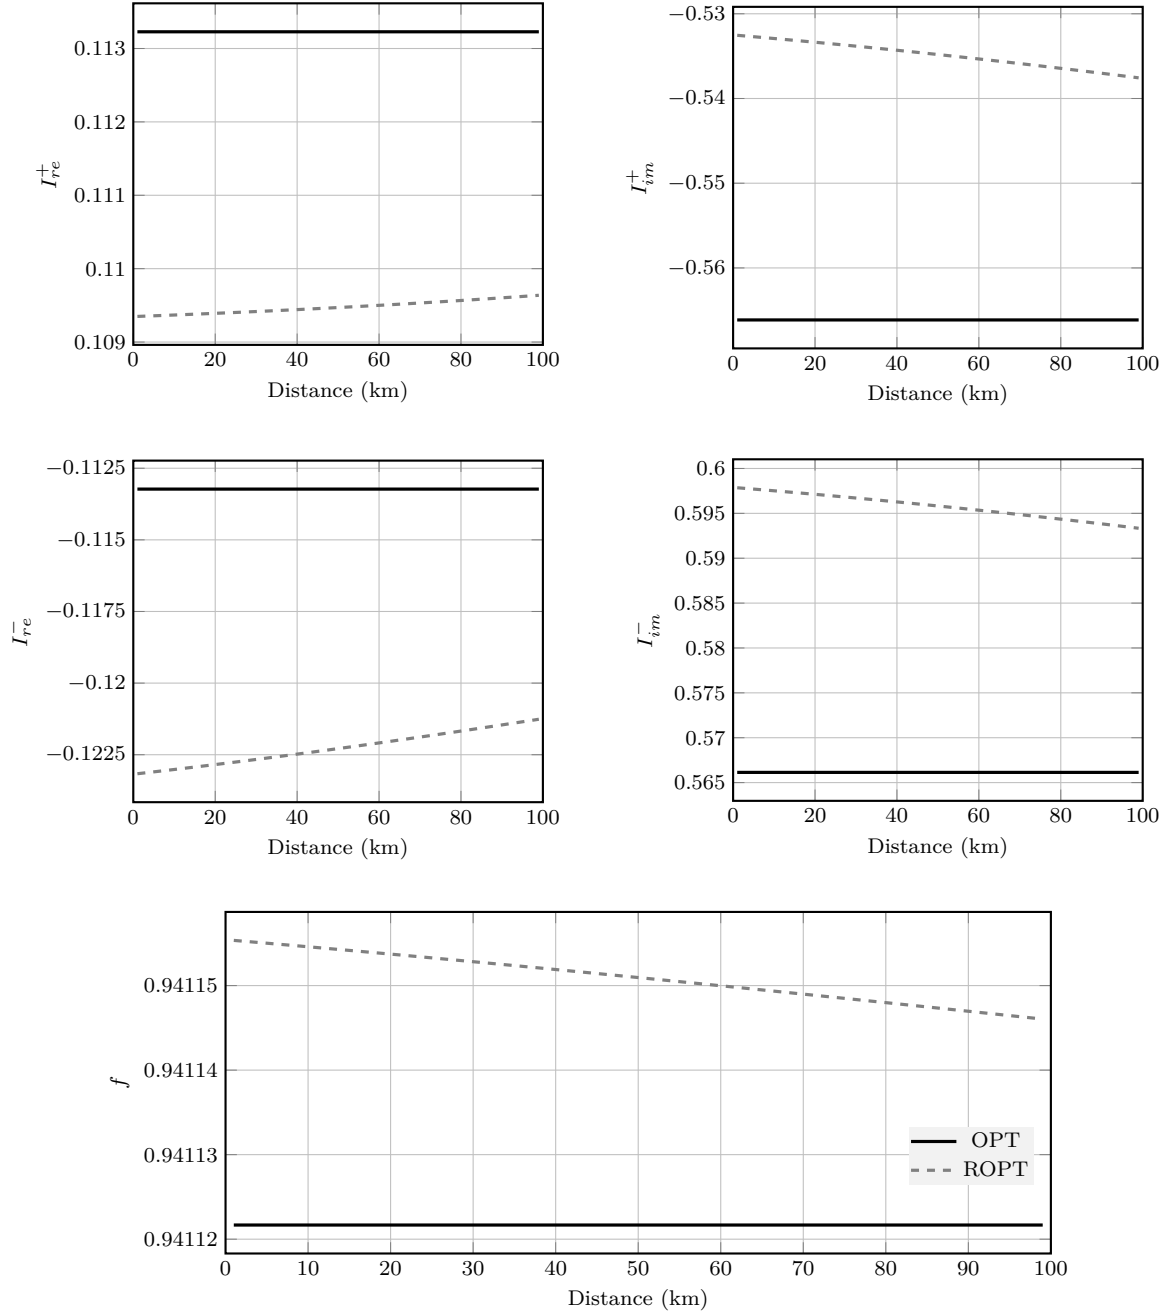 0.113
0.112
0.111
0.11
0.109
I_{re}^{+}
0 20 40 60 80 100
Distance (km)
−0.53
−0.54
−0.55
−0.56
I_{im}^{+}
0 20 40 60 80 100
Distance (km)
−0.1125
−0.115
−0.1175
−0.12
−0.1225
I_{re}^{−}
0 20 40 60 80 100
Distance (km)
0.6
0.595
0.59
0.585
0.58
0.575
0.57
0.565
I_{im}^{−}
0 20 40 60 80 100
Distance (km)
0.94115
0.94114
0.94113
0.94112
f
OPT
ROPT
0 10 20 30 40 50 60 70 80 90 100
Distance (km)